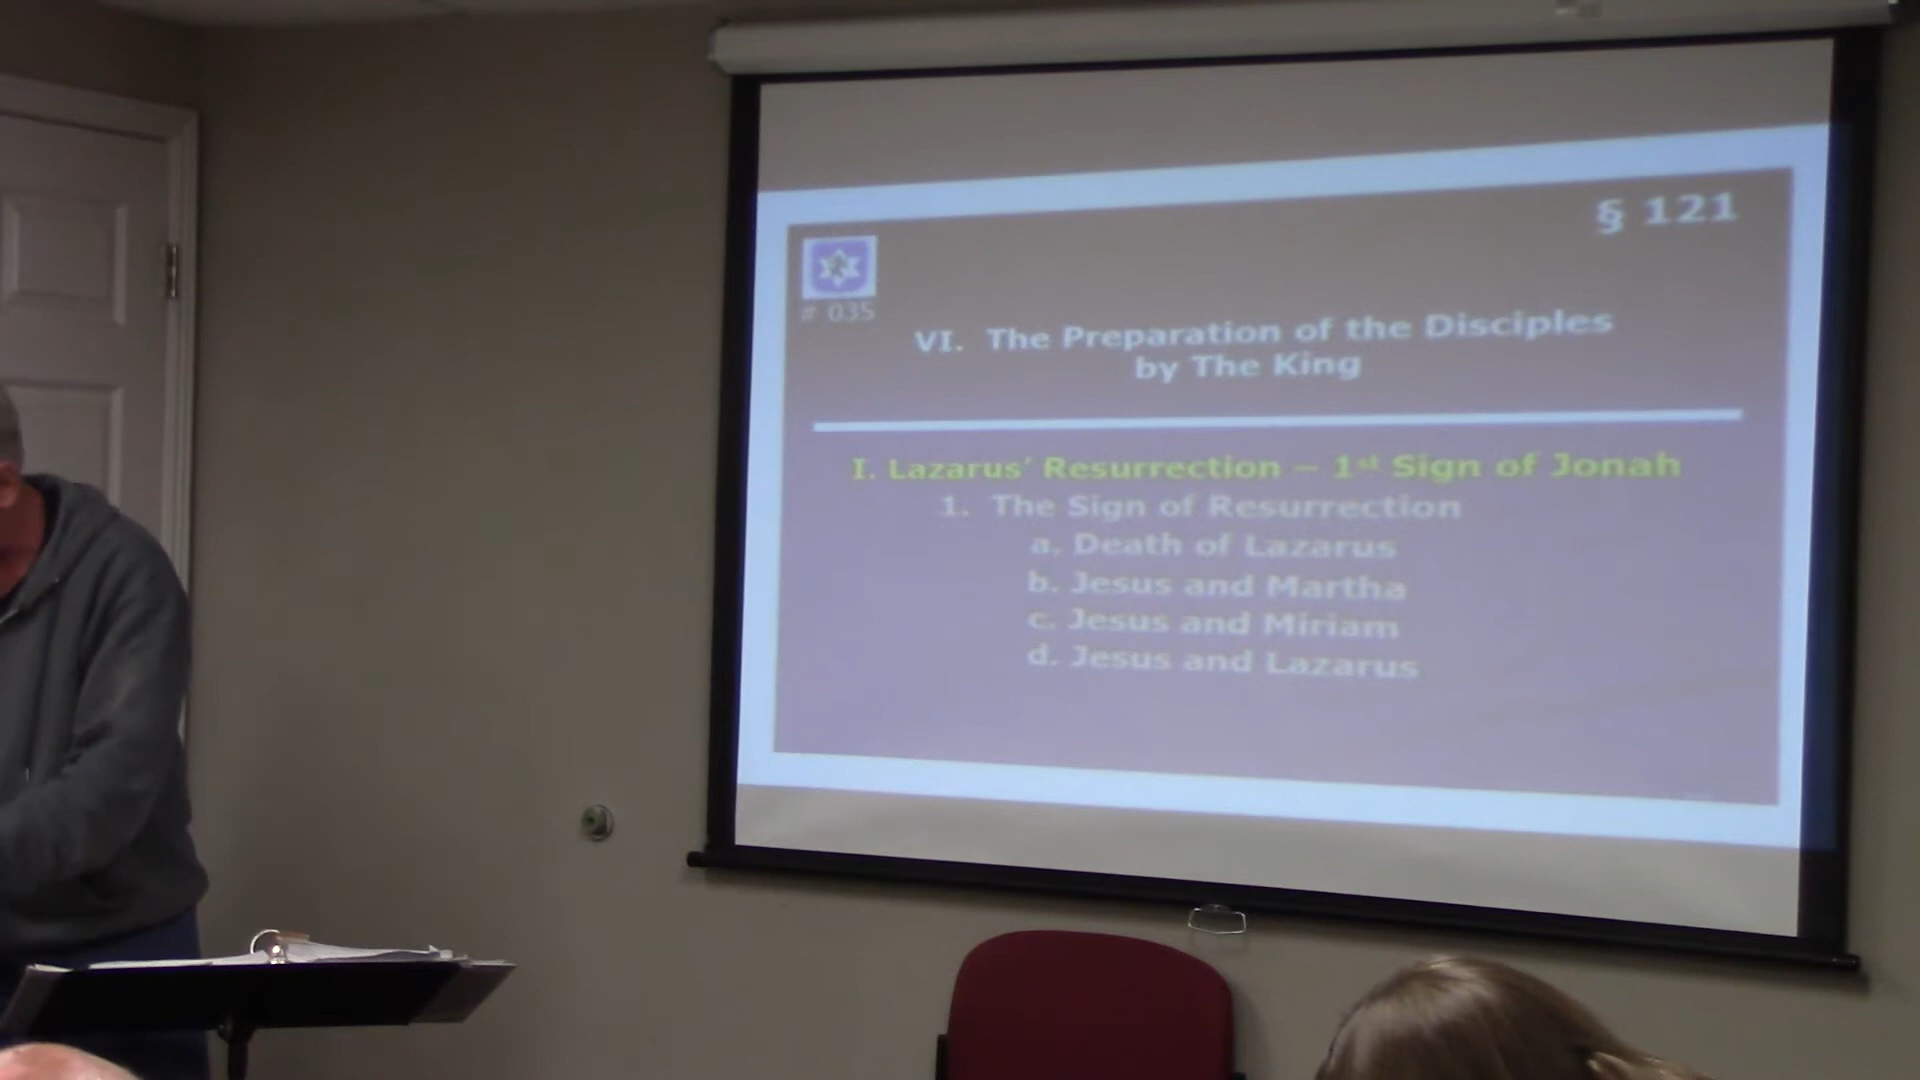 § 121
# 035
VI. The Preparation of the Disciples
by The King
I. Lazarus’ Resurrection – 1st Sign of Jonah
1. The Sign of Resurrection
a. Death of Lazarus
b. Jesus and Martha
c. Jesus and Miriam
d. Jesus and Lazarus